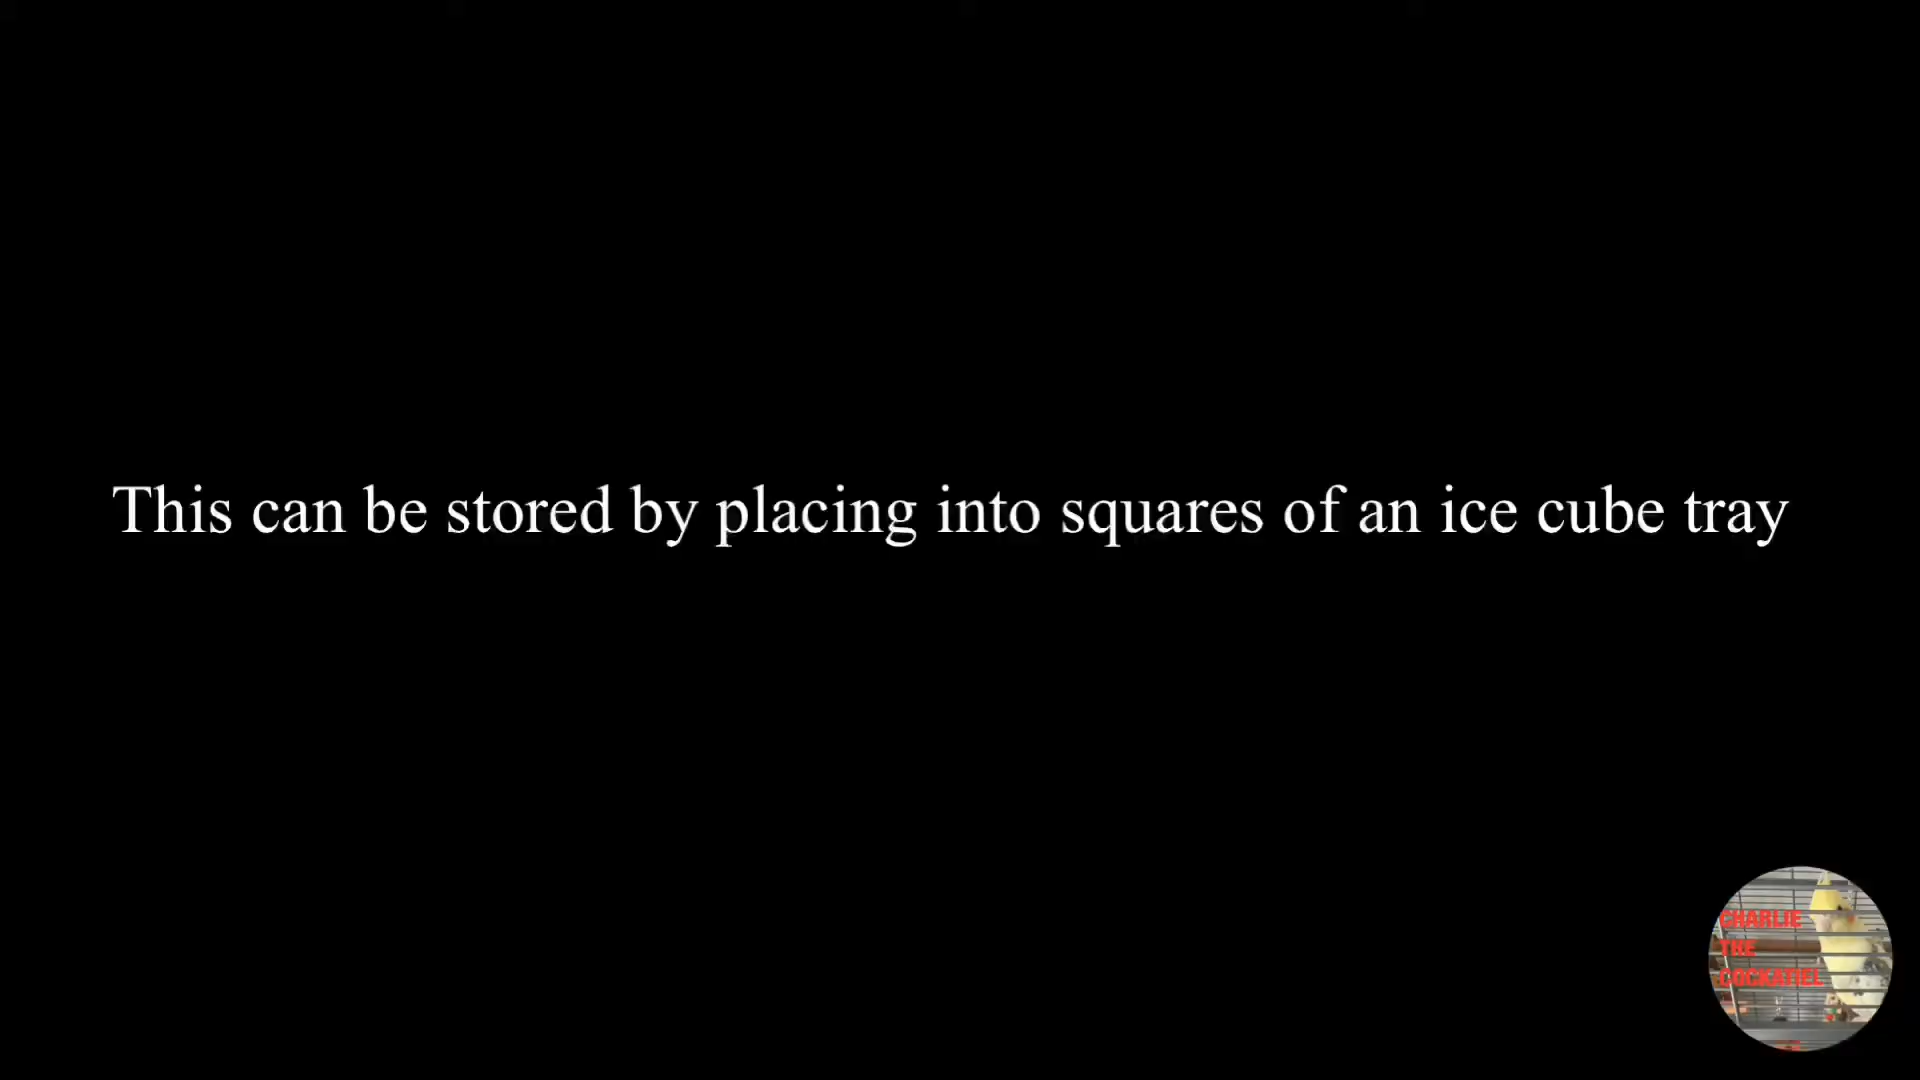 This can be stored by placing into squares of an ice cube tray
CHARLIE
THE
COCKATIEL